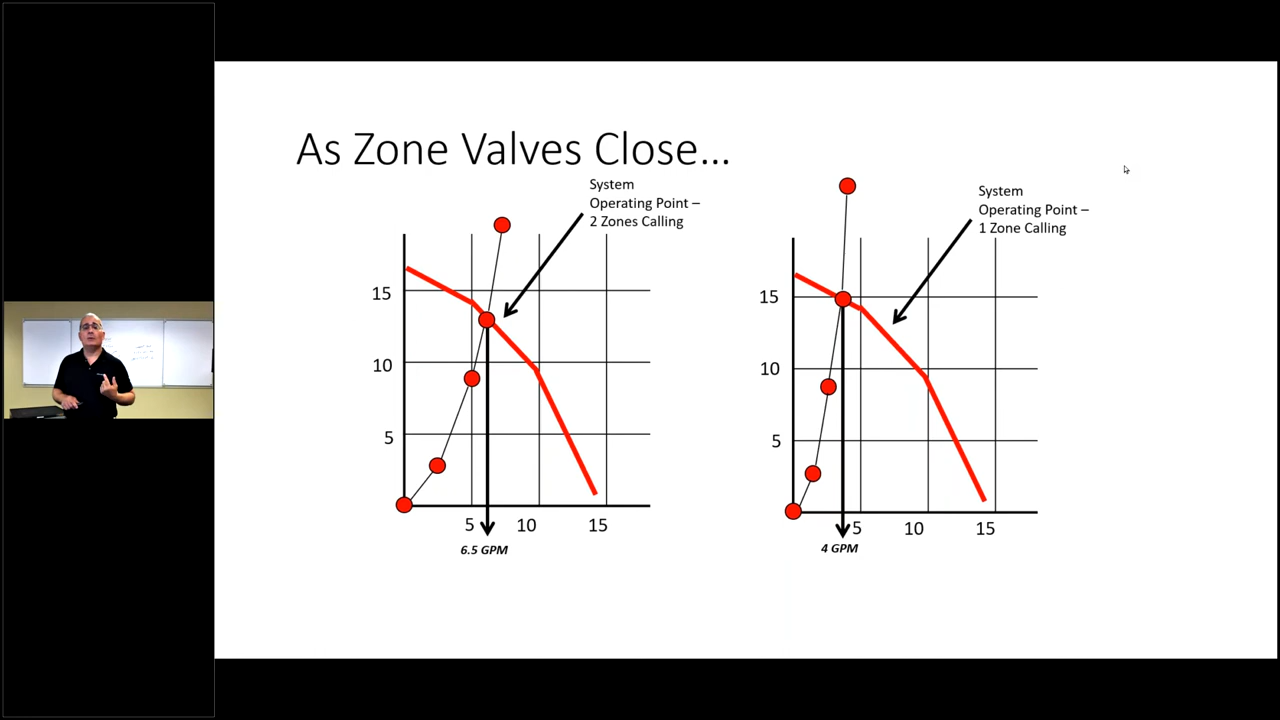 As Zone Valves Close...
System
Operating Point –
2 Zones Calling
15
10
5
5 10 15
6.5 GPM
System
Operating Point –
1 Zone Calling
15
10
5
5 10 15
4 GPM